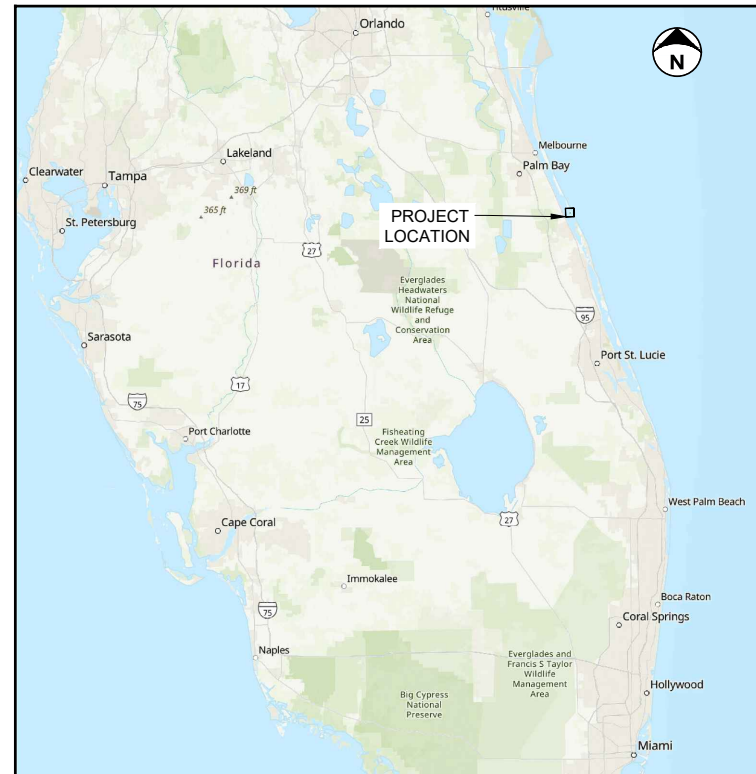 Titusville
Orlando
N
Melbourne
Lakeland
Palm Bay
Clearwater
Tampa
369 ft
365 ft
St. Petersburg
PROJECT
LOCATION
27
Florida
Everglades
Headwaters
National
Wildlife Refuge
and
Conservation
Area
95
Sarasota
Port St. Lucie
17
75
25
Port Charlotte
Fisheating
Creek Wildlife
Management
Area
West Palm Beach
27
Cape Coral
Immokalee
75
Boca Raton
Coral Springs
Naples
Everglades and
Francis S Taylor
Wildlife
Management
Area
Hollywood
Big Cypress
National
Preserve
Miami